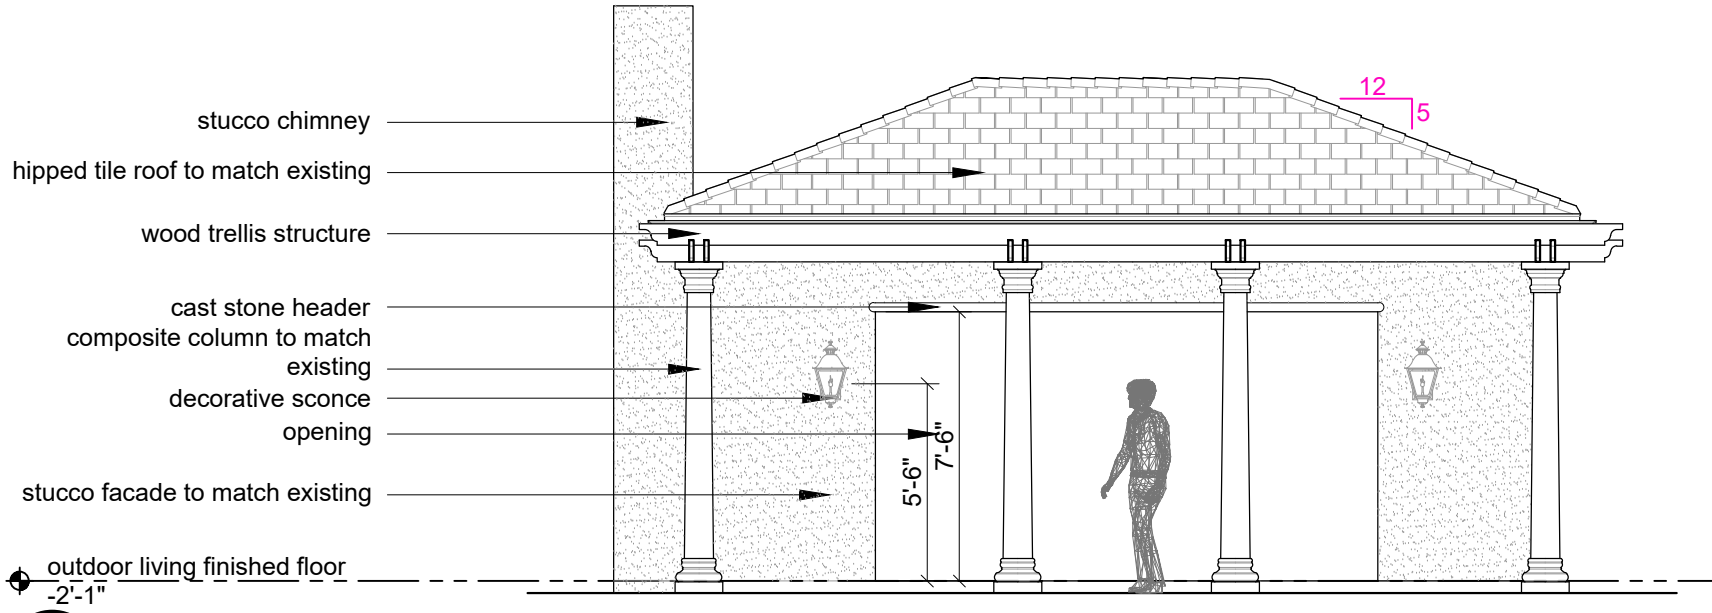 12
5
stucco chimney
hipped tile roof to match existing
wood trellis structure
cast stone header
composite column to match
existing
decorative sconce
opening
5'-6"
7'-6"
stucco facade to match existing
outdoor living finished floor
-2'-1"